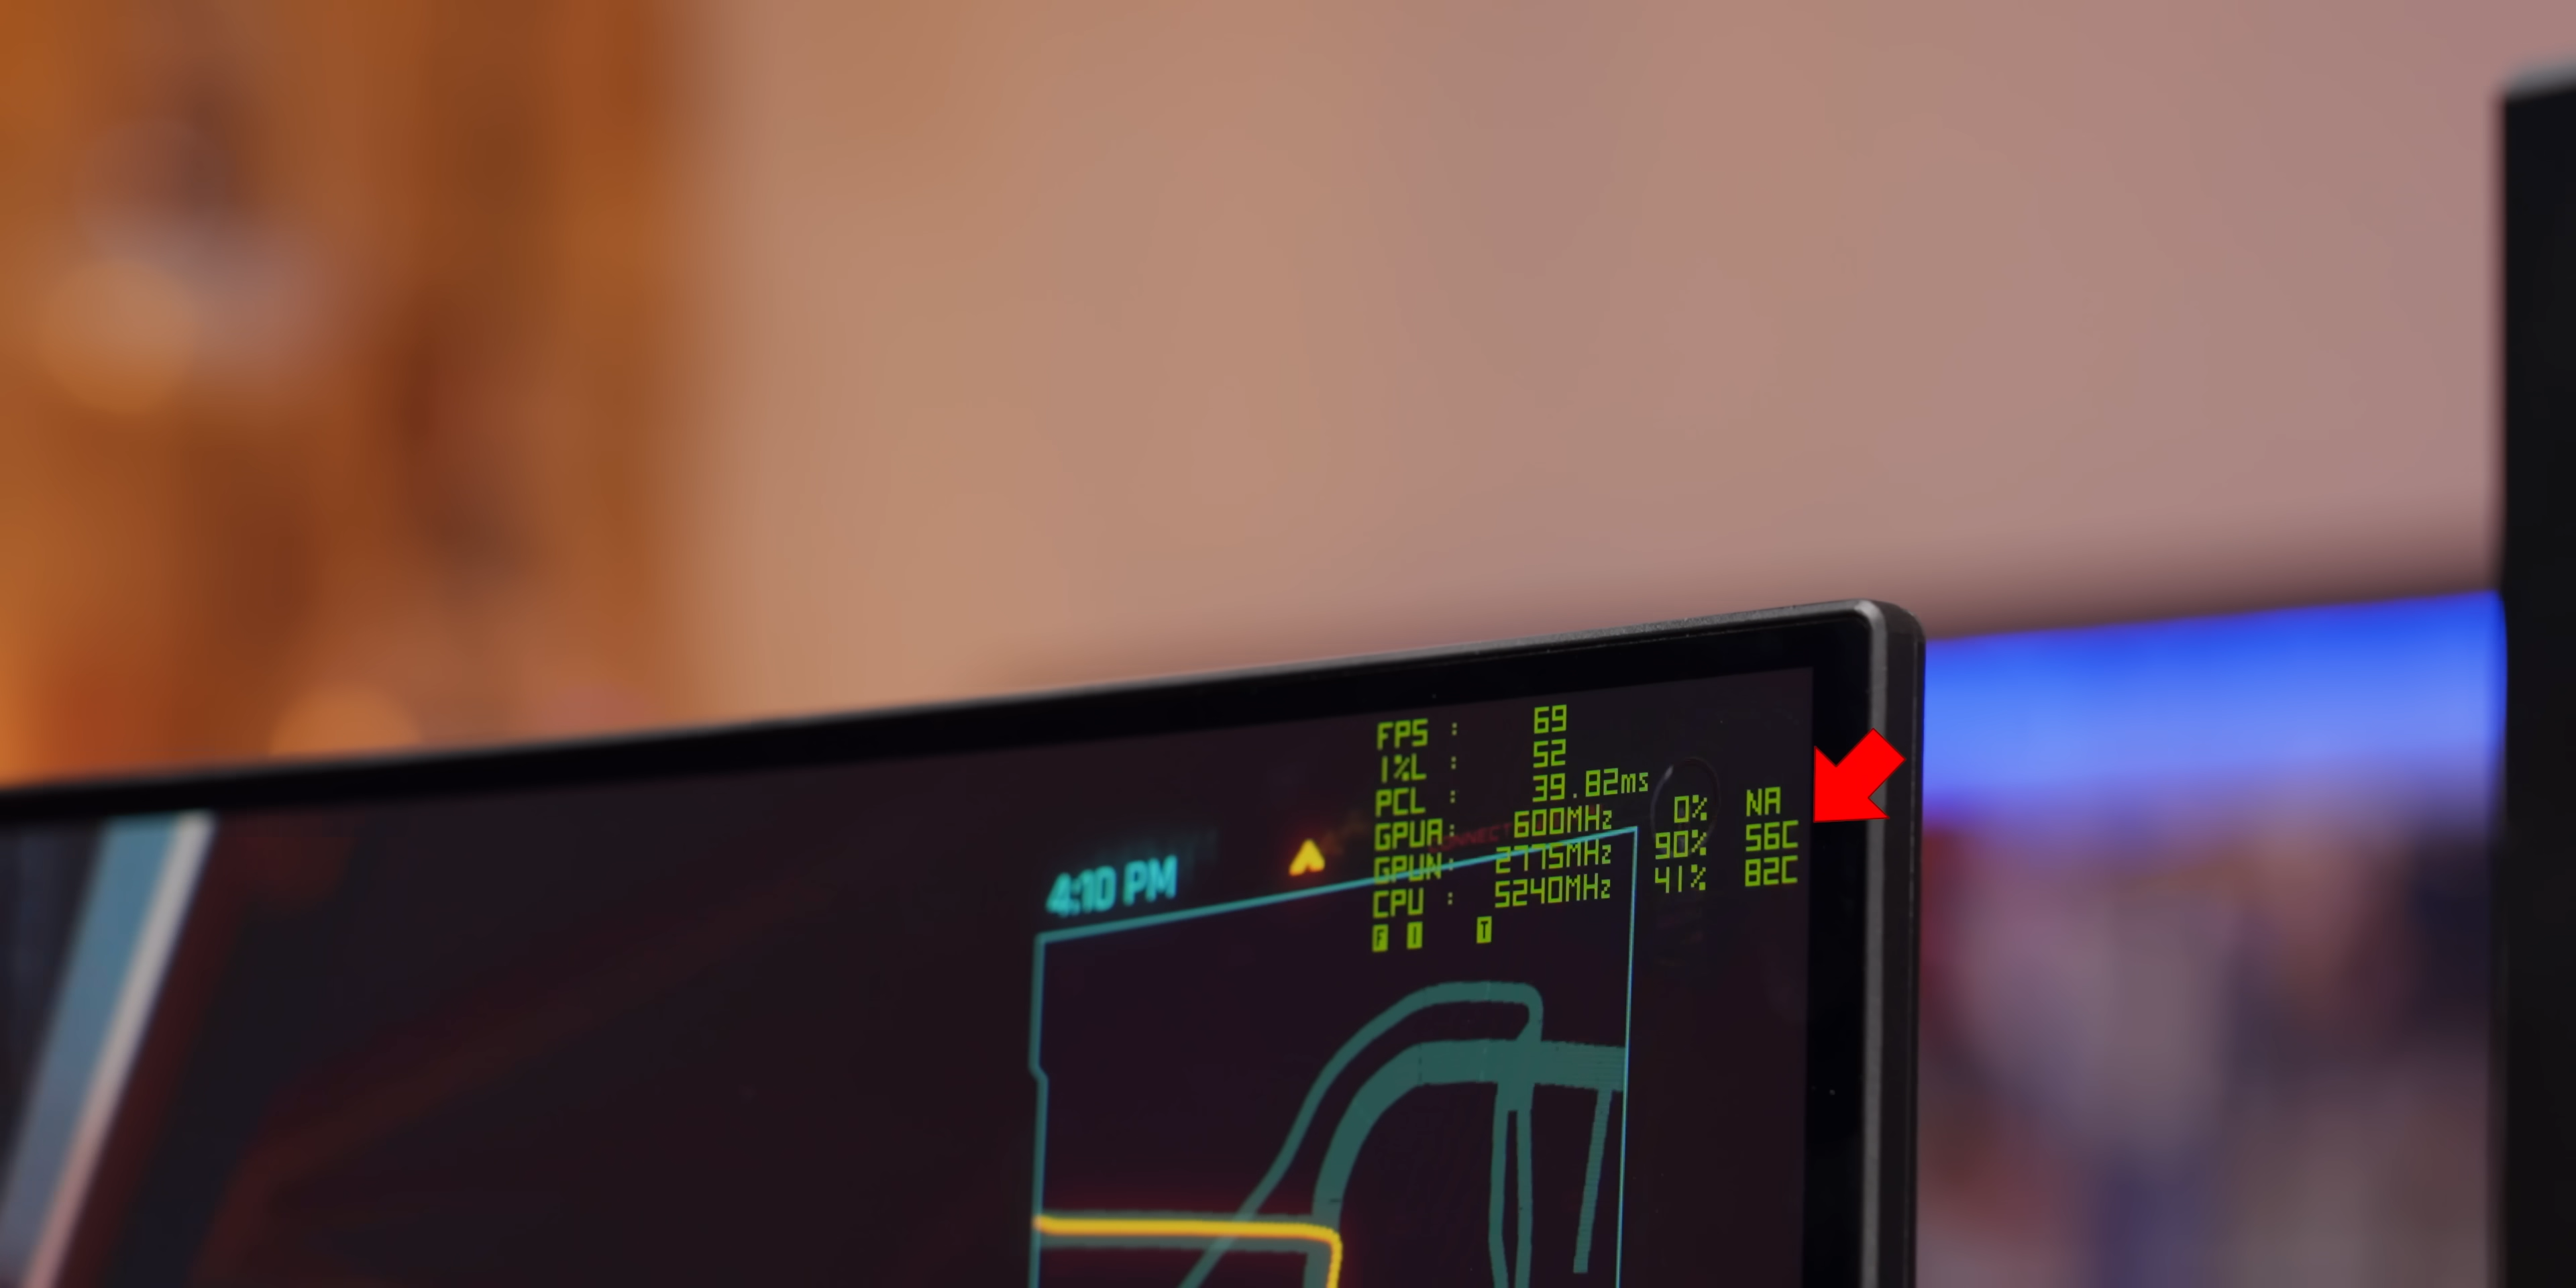 FPS : 69
1%L : 52
PCL : 39.82ms
GPUA: 600MHz 0% NA
GPUN: 2775MHz 90% 56C
CPU : 5240MHz 41% 82C
F I T
4:10 PM